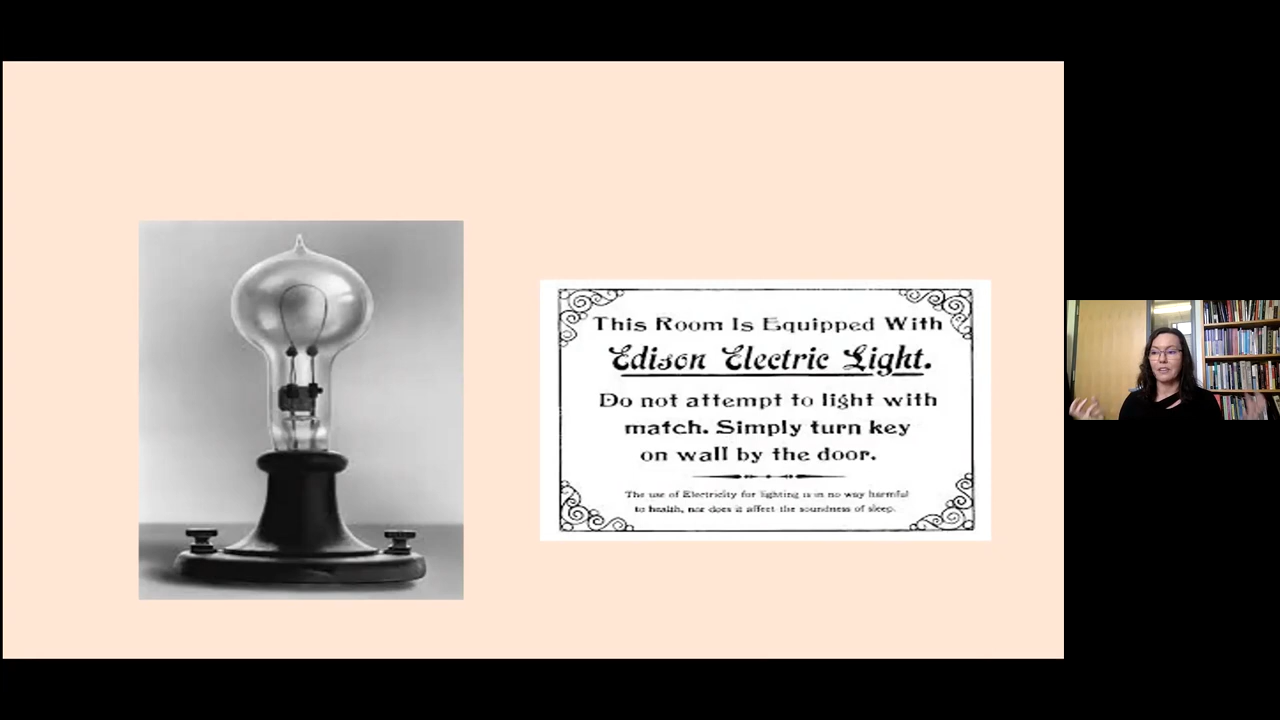 This Room Is Equipped With
Edison Electric Light.
Do not attempt to light with
match. Simply turn key
on wall by the door.
The use of Electricity for lighting is in no way harmful
to health, nor does it affect the soundness of sleep.